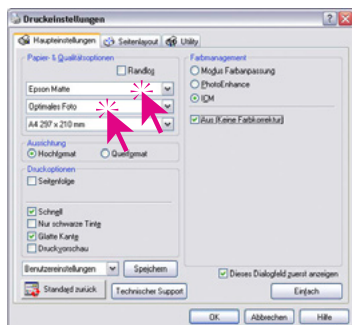 Druckeinstellungen
Haupteinstellungen
Seitenlayout
Utility
Papier- & Qualitätsoptionen
Randlos
Epson Matte
Optimales Foto
A4 297 x 210 mm
Ausrichtung
Hochformat
Querformat
Druckoptionen
Seitenfolge
Schnell
Nur schwarze Tinte
Glatte Kante
Druckvorschau
Benutzereinstellungen
Speichern
Standard zurück
Technischer Support
Farbmanagement
Modus Farbanpassung
PhotoEnhance
ICM
Aus (Keine Farbkorrektur)
Dieses Dialogfeld zuerst anzeigen
Einfach
OK
Abbrechen
Hilfe